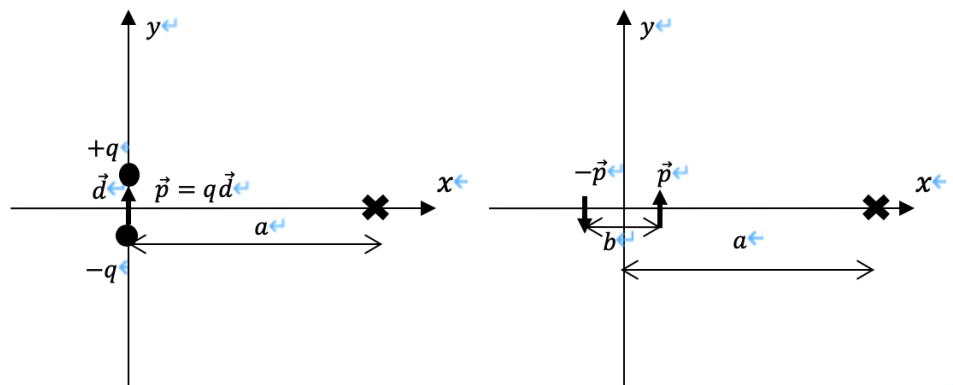 y↵
+q
d⃗↵ p⃗ = qd⃗
x↵
a↵
−q
y↵
−p⃗↵ p⃗↵
x↵
b↵
a↵